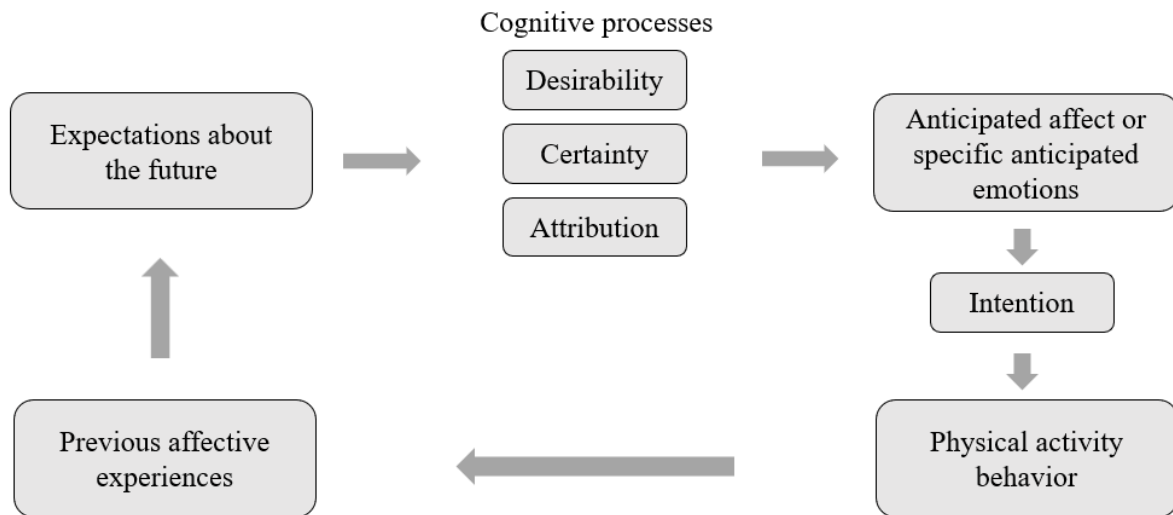 Cognitive processes
Desirability
Certainty
Attribution
Expectations about
the future
Anticipated affect or
specific anticipated
emotions
Intention
Physical activity
behavior
Previous affective
experiences